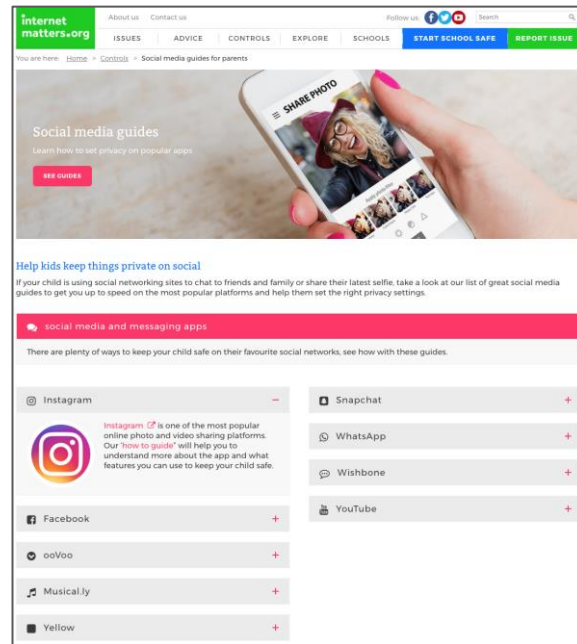 internet
matters.org
About us Contact us
Follow us
Search
ISSUES ADVICE CONTROLS EXPLORE SCHOOLS START SCHOOL SAFE REPORT ISSUE
You are here: Home > Controls > Social media guides for parents
Social media guides
Learn how to set privacy on popular apps
SEE GUIDES
SHARE PHOTO
Help kids keep things private on social
If your child is using social networking sites to chat to friends and family or share their latest selfie, take a look at our list of great social media
guides to get you up to speed on the most popular platforms and help them set the right privacy settings.
social media and messaging apps
There are plenty of ways to keep your child safe on their favourite social networks, see how with these guides.
Instagram
Instagram is one of the most popular
online photo and video sharing platforms.
Our "how to guide" will help you to
understand more about the app and what
features you can use to keep your child safe.
Facebook
ooVoo
Musical.ly
Yellow
Snapchat
WhatsApp
Wishbone
YouTube